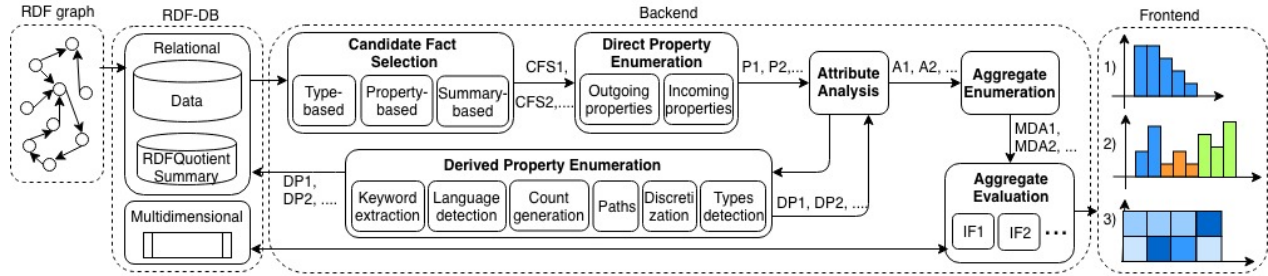 RDF graph
RDF-DB
Relational
Data
RDFQuotient
Summary
Multidimensional
Backend
Candidate Fact
Selection
Type-
based
Property-
based
Summary-
based
CFS1,
CFS2,....
Direct Property
Enumeration
Outgoing
properties
Incoming
properties
P1, P2,...
Attribute
Analysis
A1, A2, ...
Aggregate
Enumeration
MDA1,
MDA2, ...
Derived Property Enumeration
Keyword
extraction
Language
detection
Count
generation
Paths
Discreti
zation
Types
detection
DP1,
DP2, ....
DP1, DP2, ....
Aggregate
Evaluation
IF1
IF2
...
Frontend
1)
2)
3)